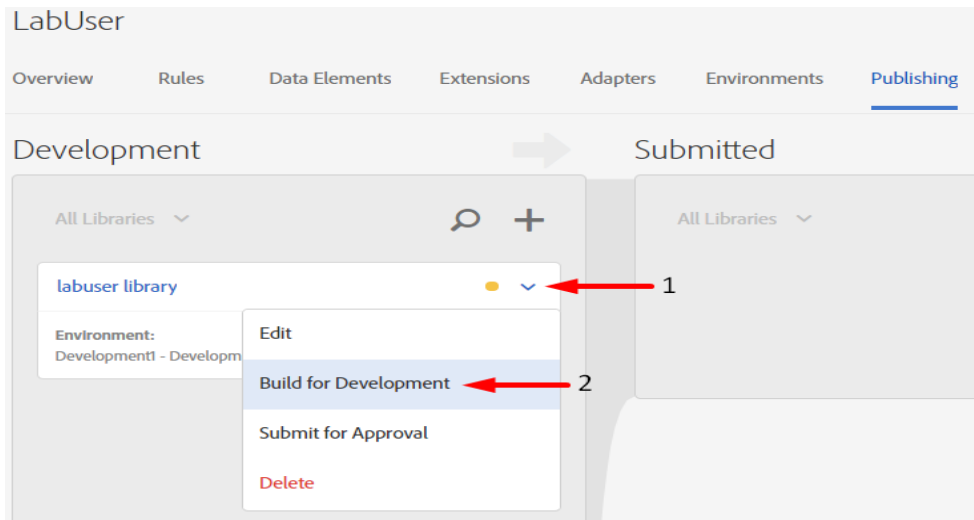 LabUser
Overview Rules Data Elements Extensions Adapters Environments Publishing
Development Submitted
All Libraries All Libraries
labuser library 1
Environment:
Development1 - Developm
Edit
Build for Development 2
Submit for Approval
Delete